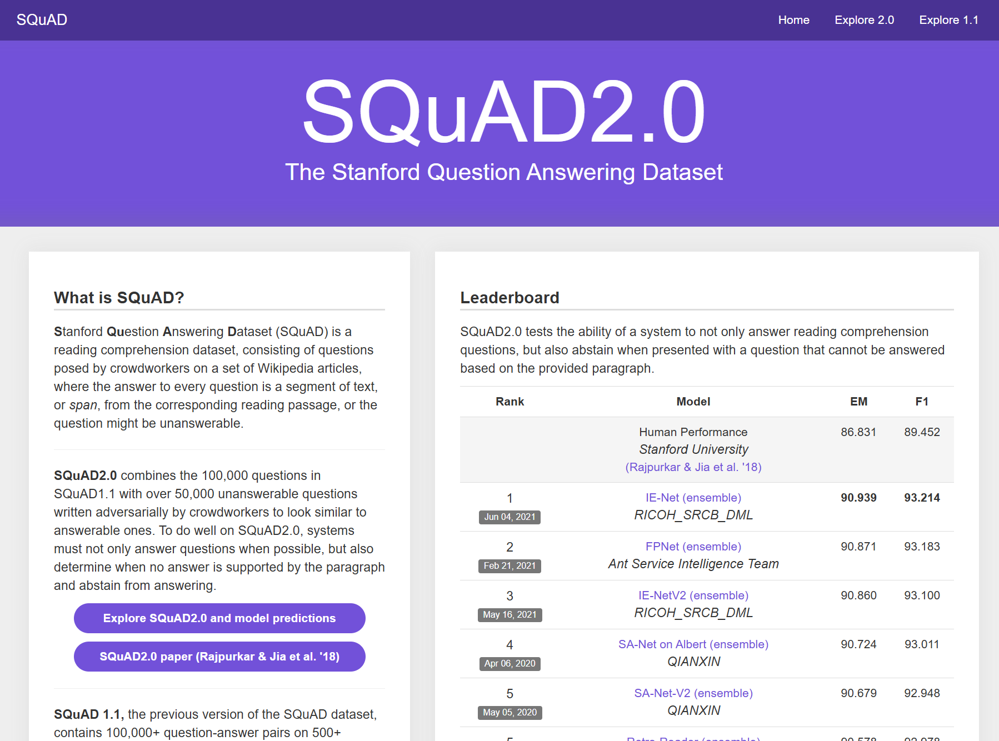 SQuAD
Home
Explore 2.0
Explore 1.1
SQuAD2.0
The Stanford Question Answering Dataset
What is SQuAD?
Stanford Question Answering Dataset (SQuAD) is a
reading comprehension dataset, consisting of questions
posed by crowdworkers on a set of Wikipedia articles,
where the answer to every question is a segment of text,
or span, from the corresponding reading passage, or the
question might be unanswerable.
SQuAD2.0 combines the 100,000 questions in
SQuAD1.1 with over 50,000 unanswerable questions
written adversarially by crowdworkers to look similar to
answerable ones. To do well on SQuAD2.0, systems
must not only answer questions when possible, but also
determine when no answer is supported by the paragraph
and abstain from answering.
Explore SQuAD2.0 and model predictions
SQuAD2.0 paper (Rajpurkar & Jia et al. '18)
SQuAD 1.1, the previous version of the SQuAD dataset,
contains 100,000+ question-answer pairs on 500+
Leaderboard
SQuAD2.0 tests the ability of a system to not only answer reading comprehension
questions, but also abstain when presented with a question that cannot be answered
based on the provided paragraph.
Rank Model EM F1
Human Performance 86.831 89.452
Stanford University
(Rajpurkar & Jia et al. '18)
1 IE-Net (ensemble) 90.939 93.214
Jun 04, 2021 RICOH_SRCB_DML
2 FPNet (ensemble) 90.871 93.183
Feb 21, 2021 Ant Service Intelligence Team
3 IE-NetV2 (ensemble) 90.860 93.100
May 16, 2021 RICOH_SRCB_DML
4 SA-Net on Albert (ensemble) 90.724 93.011
Apr 06, 2020 QIANXIN
5 SA-Net-V2 (ensemble) 90.679 92.948
May 05, 2020 QIANXIN
5 Retro-Reader (ensemble) 90.578 92.978